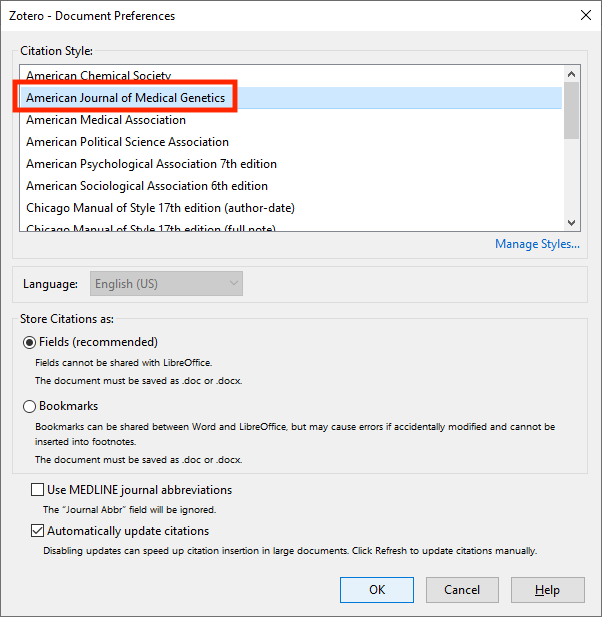 Zotero - Document Preferences
Citation Style:
American Chemical Society
American Journal of Medical Genetics
American Medical Association
American Political Science Association
American Psychological Association 7th edition
American Sociological Association 6th edition
Chicago Manual of Style 17th edition (author-date)
Chicago Manual of Style 17th edition (full note)
Manage Styles...
Language: English (US)
Store Citations as:
Fields (recommended)
Fields cannot be shared with LibreOffice.
The document must be saved as .doc or .docx.
Bookmarks
Bookmarks can be shared between Word and LibreOffice, but may cause errors if accidentally modified and cannot be
inserted into footnotes.
The document must be saved as .doc or .docx.
Use MEDLINE journal abbreviations
The “Journal Abbr” field will be ignored.
Automatically update citations
Disabling updates can speed up citation insertion in large documents. Click Refresh to update citations manually.
OK Cancel Help